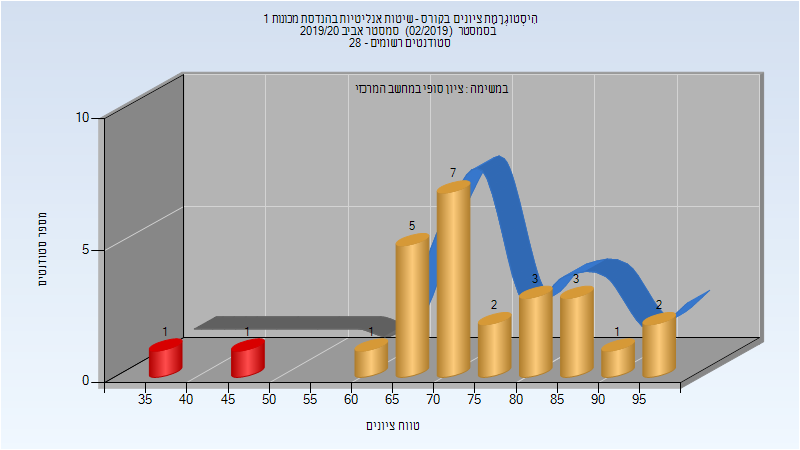 היסטוגרמת ציונים בקורס - שיטות אנליטיות בהנדסת מכונות 1
בסמסטר (02/2019) סמסטר אביב 2019/20
סטודנטים רשומים - 28
במשימה : ציון סופי במחשב המרכזי
מספר סטודנטים
10
5
0
1
1
1
5
7
2
3
3
1
2
35 40 45 50 55 60 65 70 75 80 85 90 95
טווח ציונים